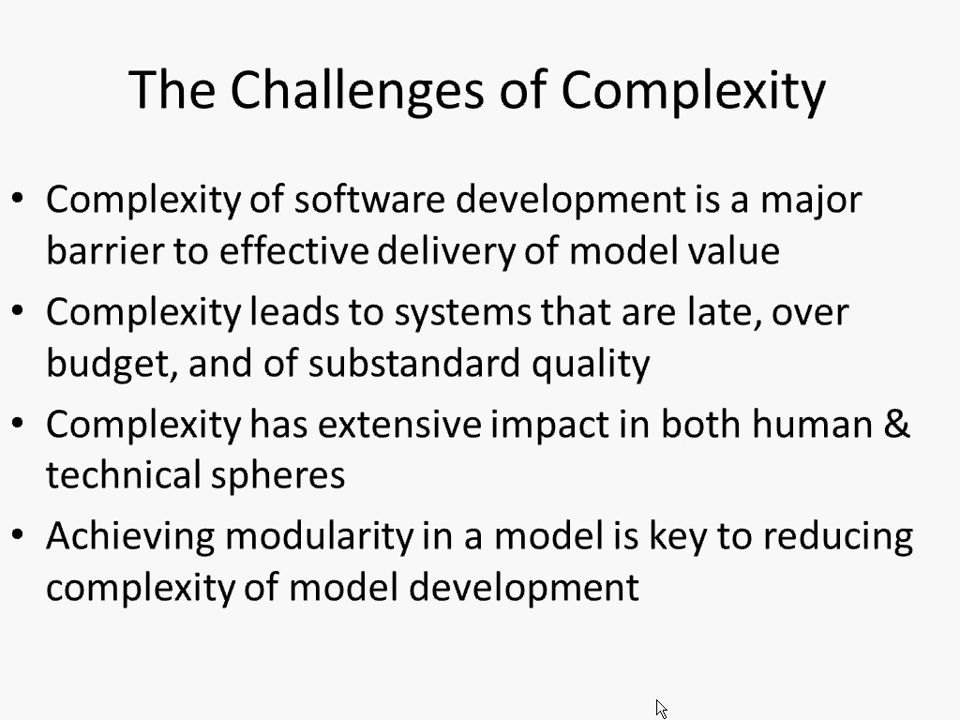 The Challenges of Complexity
• Complexity of software development is a major
barrier to effective delivery of model value
• Complexity leads to systems that are late, over
budget, and of substandard quality
• Complexity has extensive impact in both human &
technical spheres
• Achieving modularity in a model is key to reducing
complexity of model development